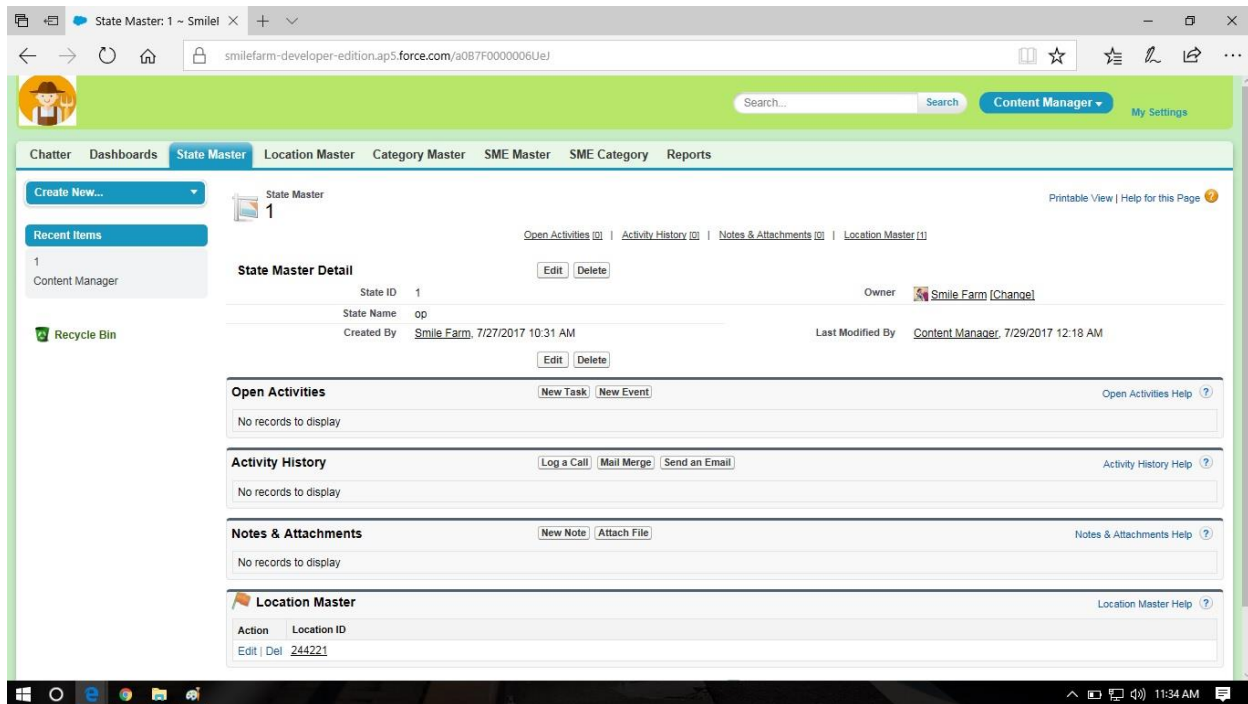 State Master: 1 ~ Smilel
smilefarm-developer-edition.ap5.force.com/a0B7F0000006UeJ
Search... Search Content Manager My Settings
Chatter Dashboards State Master Location Master Category Master SME Master SME Category Reports
Create New...
State Master
1
Printable View | Help for this Page ?
Recent Items
1
Content Manager
Recycle Bin
Open Activities [0] | Activity History [0] | Notes & Attachments [0] | Location Master [1]
State Master Detail Edit Delete
State ID 1 Owner Smile Farm [Change]
State Name op
Created By Smile Farm, 7/27/2017 10:31 AM Last Modified By Content Manager, 7/29/2017 12:18 AM
Edit Delete
Open Activities New Task New Event Open Activities Help ?
No records to display
Activity History Log a Call Mail Merge Send an Email Activity History Help ?
No records to display
Notes & Attachments New Note Attach File Notes & Attachments Help ?
No records to display
Location Master Location Master Help ?
Action Location ID
Edit | Del 244221
11:34 AM